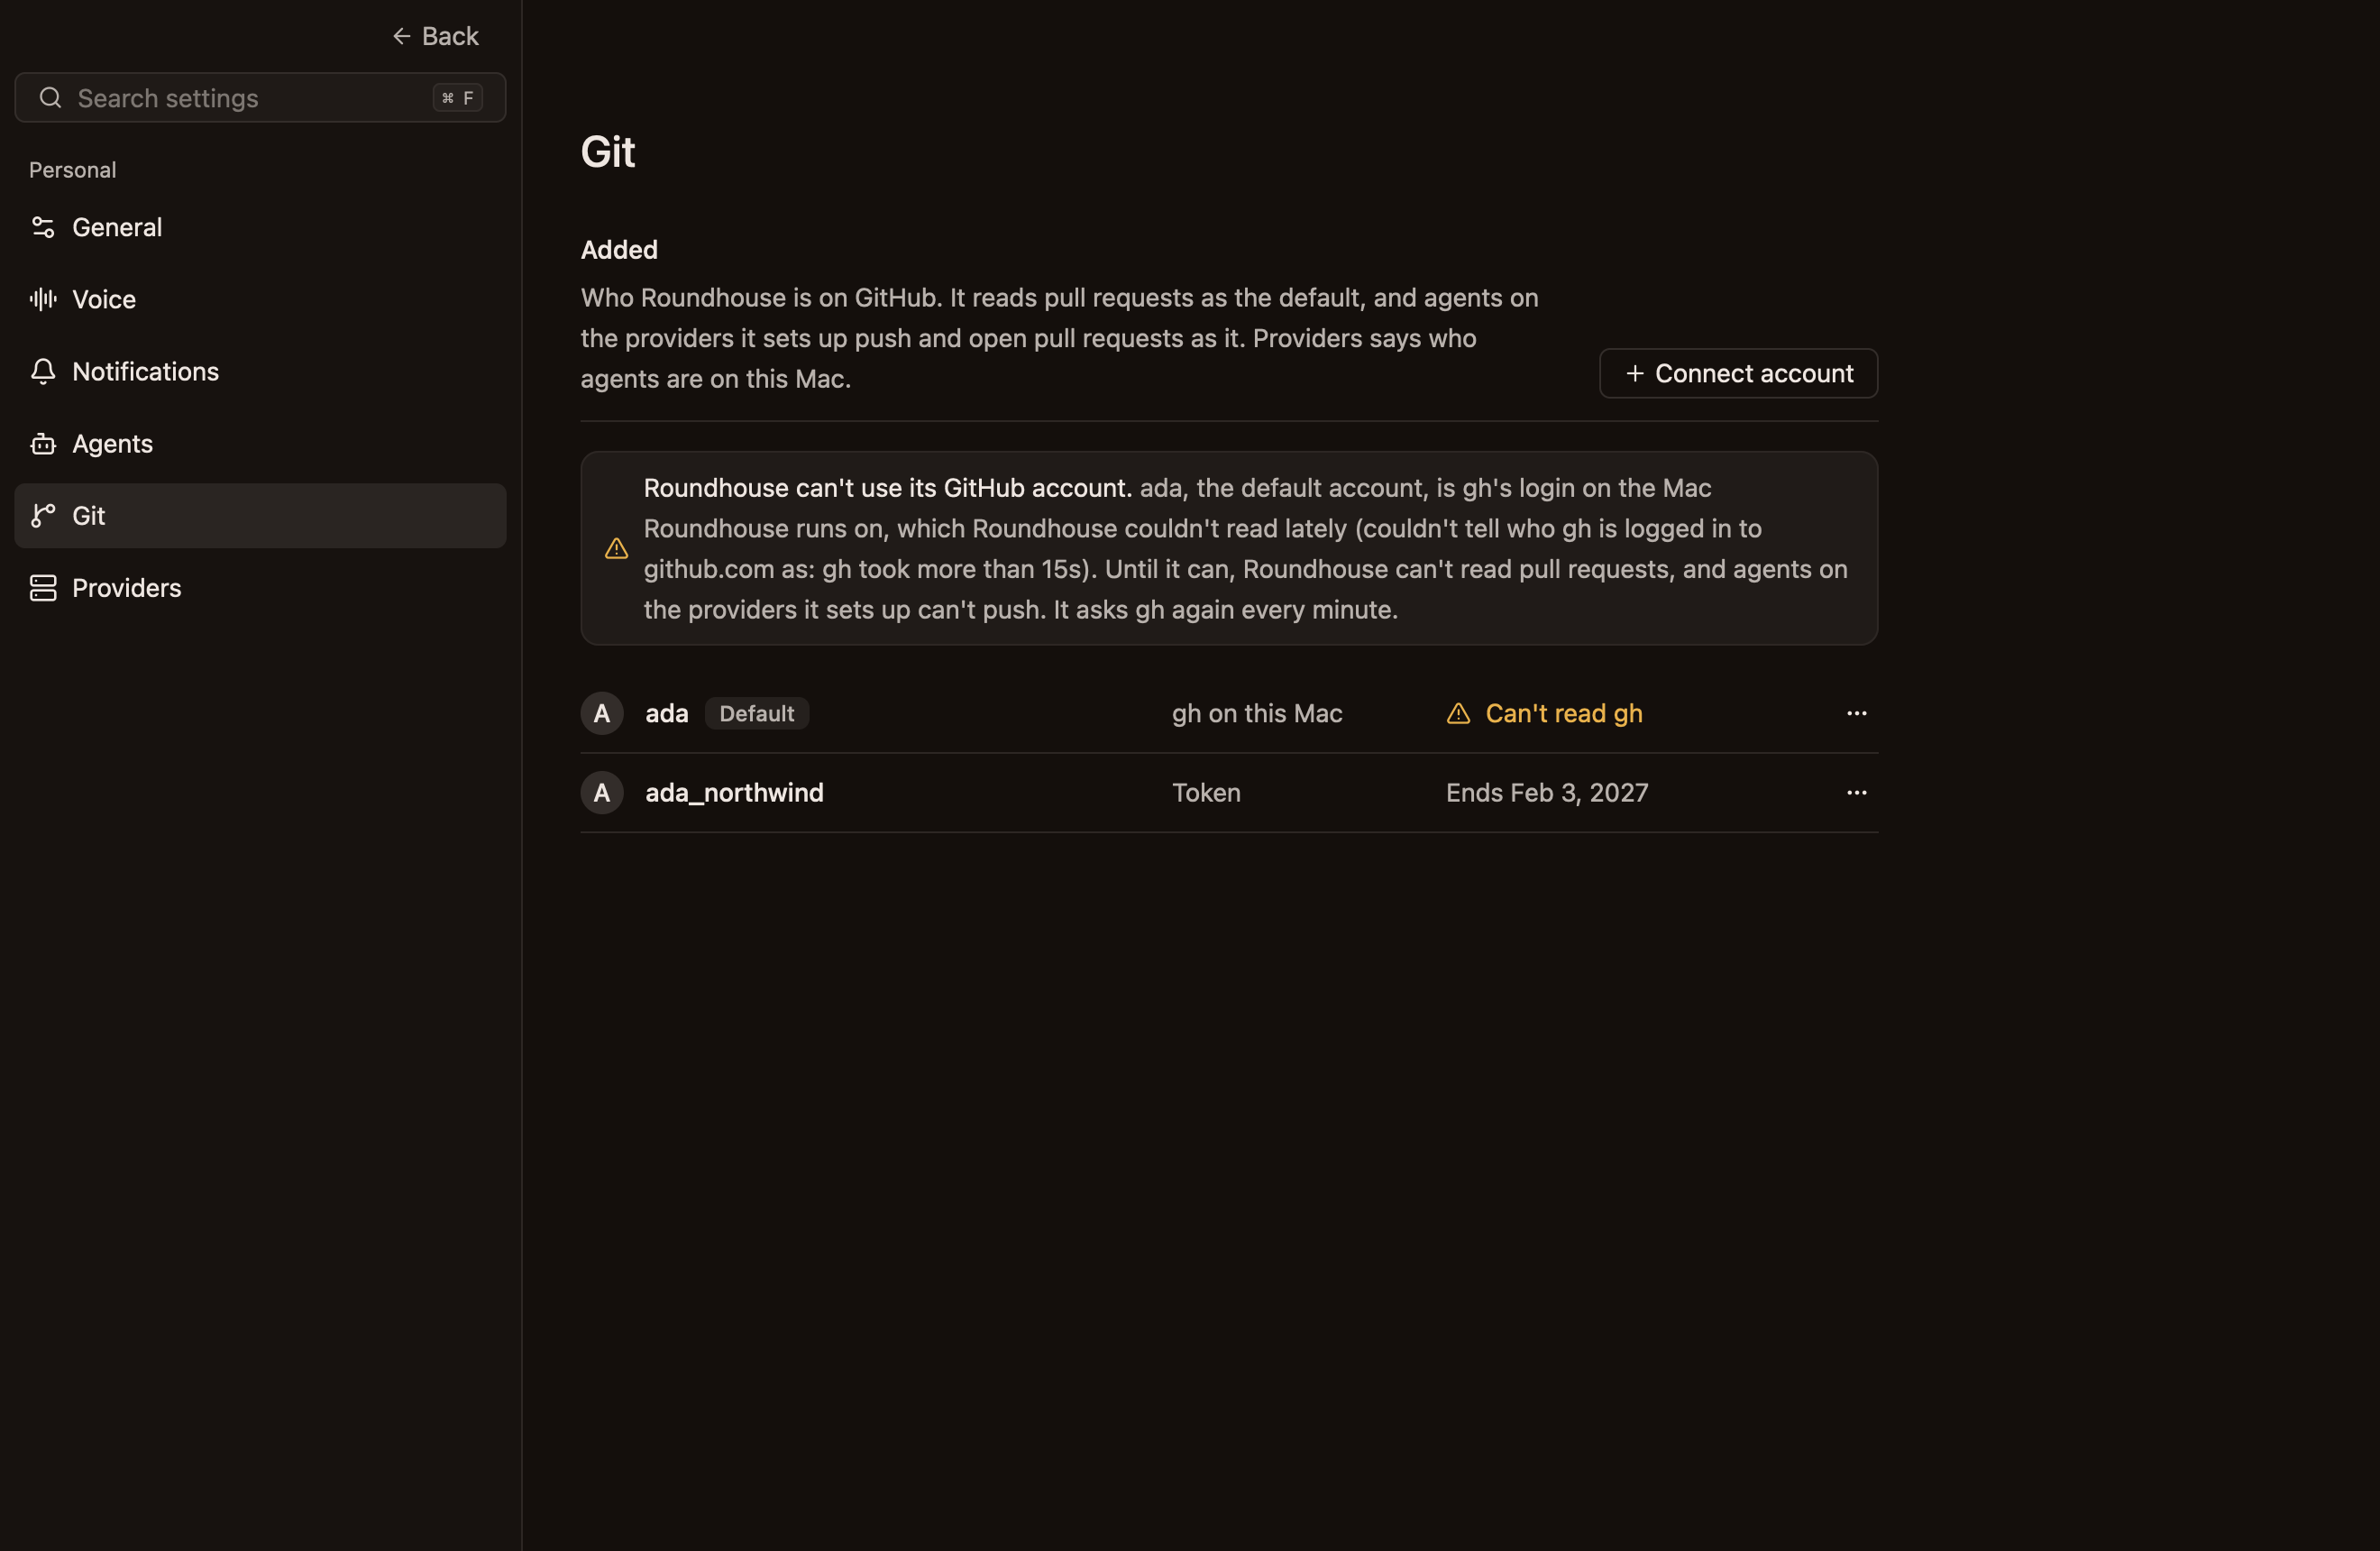 Back
Search settings
⌘ F
Personal
General
Voice
Notifications
Agents
Git
Providers
Git
Added
Who Roundhouse is on GitHub. It reads pull requests as the default, and agents on
the providers it sets up push and open pull requests as it. Providers says who
agents are on this Mac.
Connect account
Roundhouse can't use its GitHub account. ada, the default account, is gh's login on the Mac
Roundhouse runs on, which Roundhouse couldn't read lately (couldn't tell who gh is logged in to
github.com as: gh took more than 15s). Until it can, Roundhouse can't read pull requests, and agents on
the providers it sets up can't push. It asks gh again every minute.
A ada Default gh on this Mac Can't read gh
A ada_northwind Token Ends Feb 3, 2027